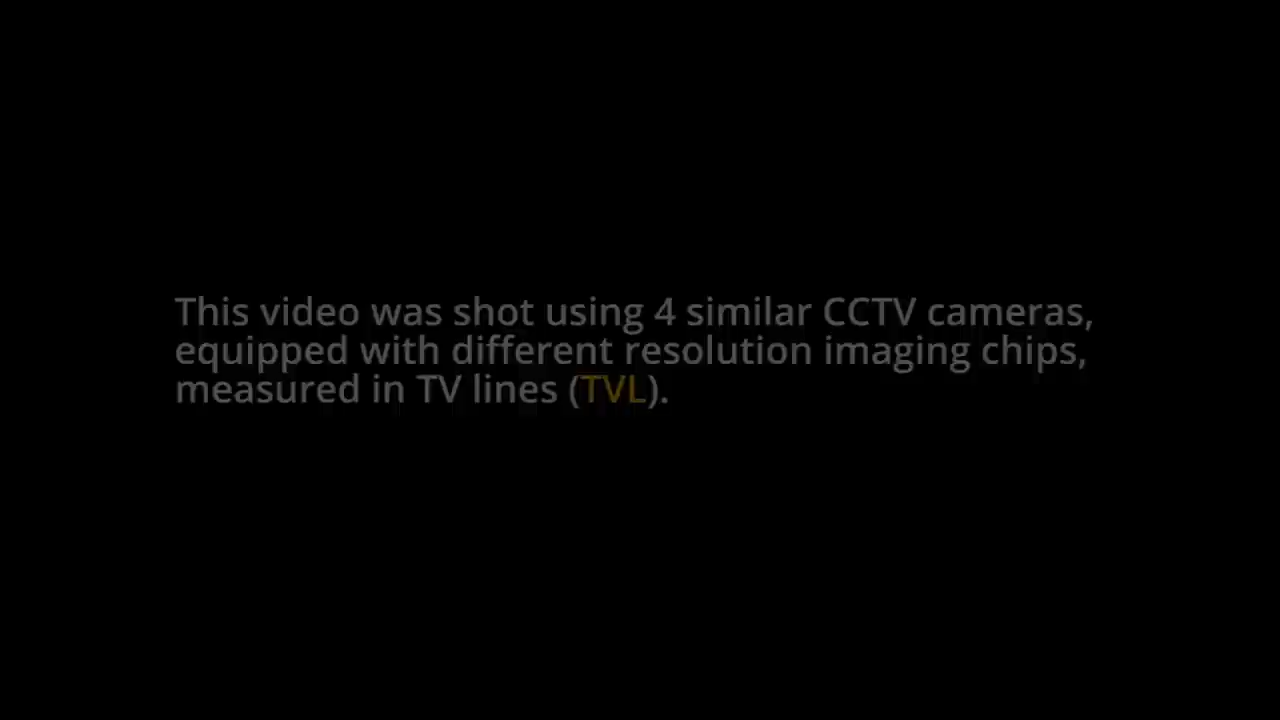 This video was shot using 4 similar CCTV cameras,
equipped with different resolution imaging chips,
measured in TV lines (TVL).